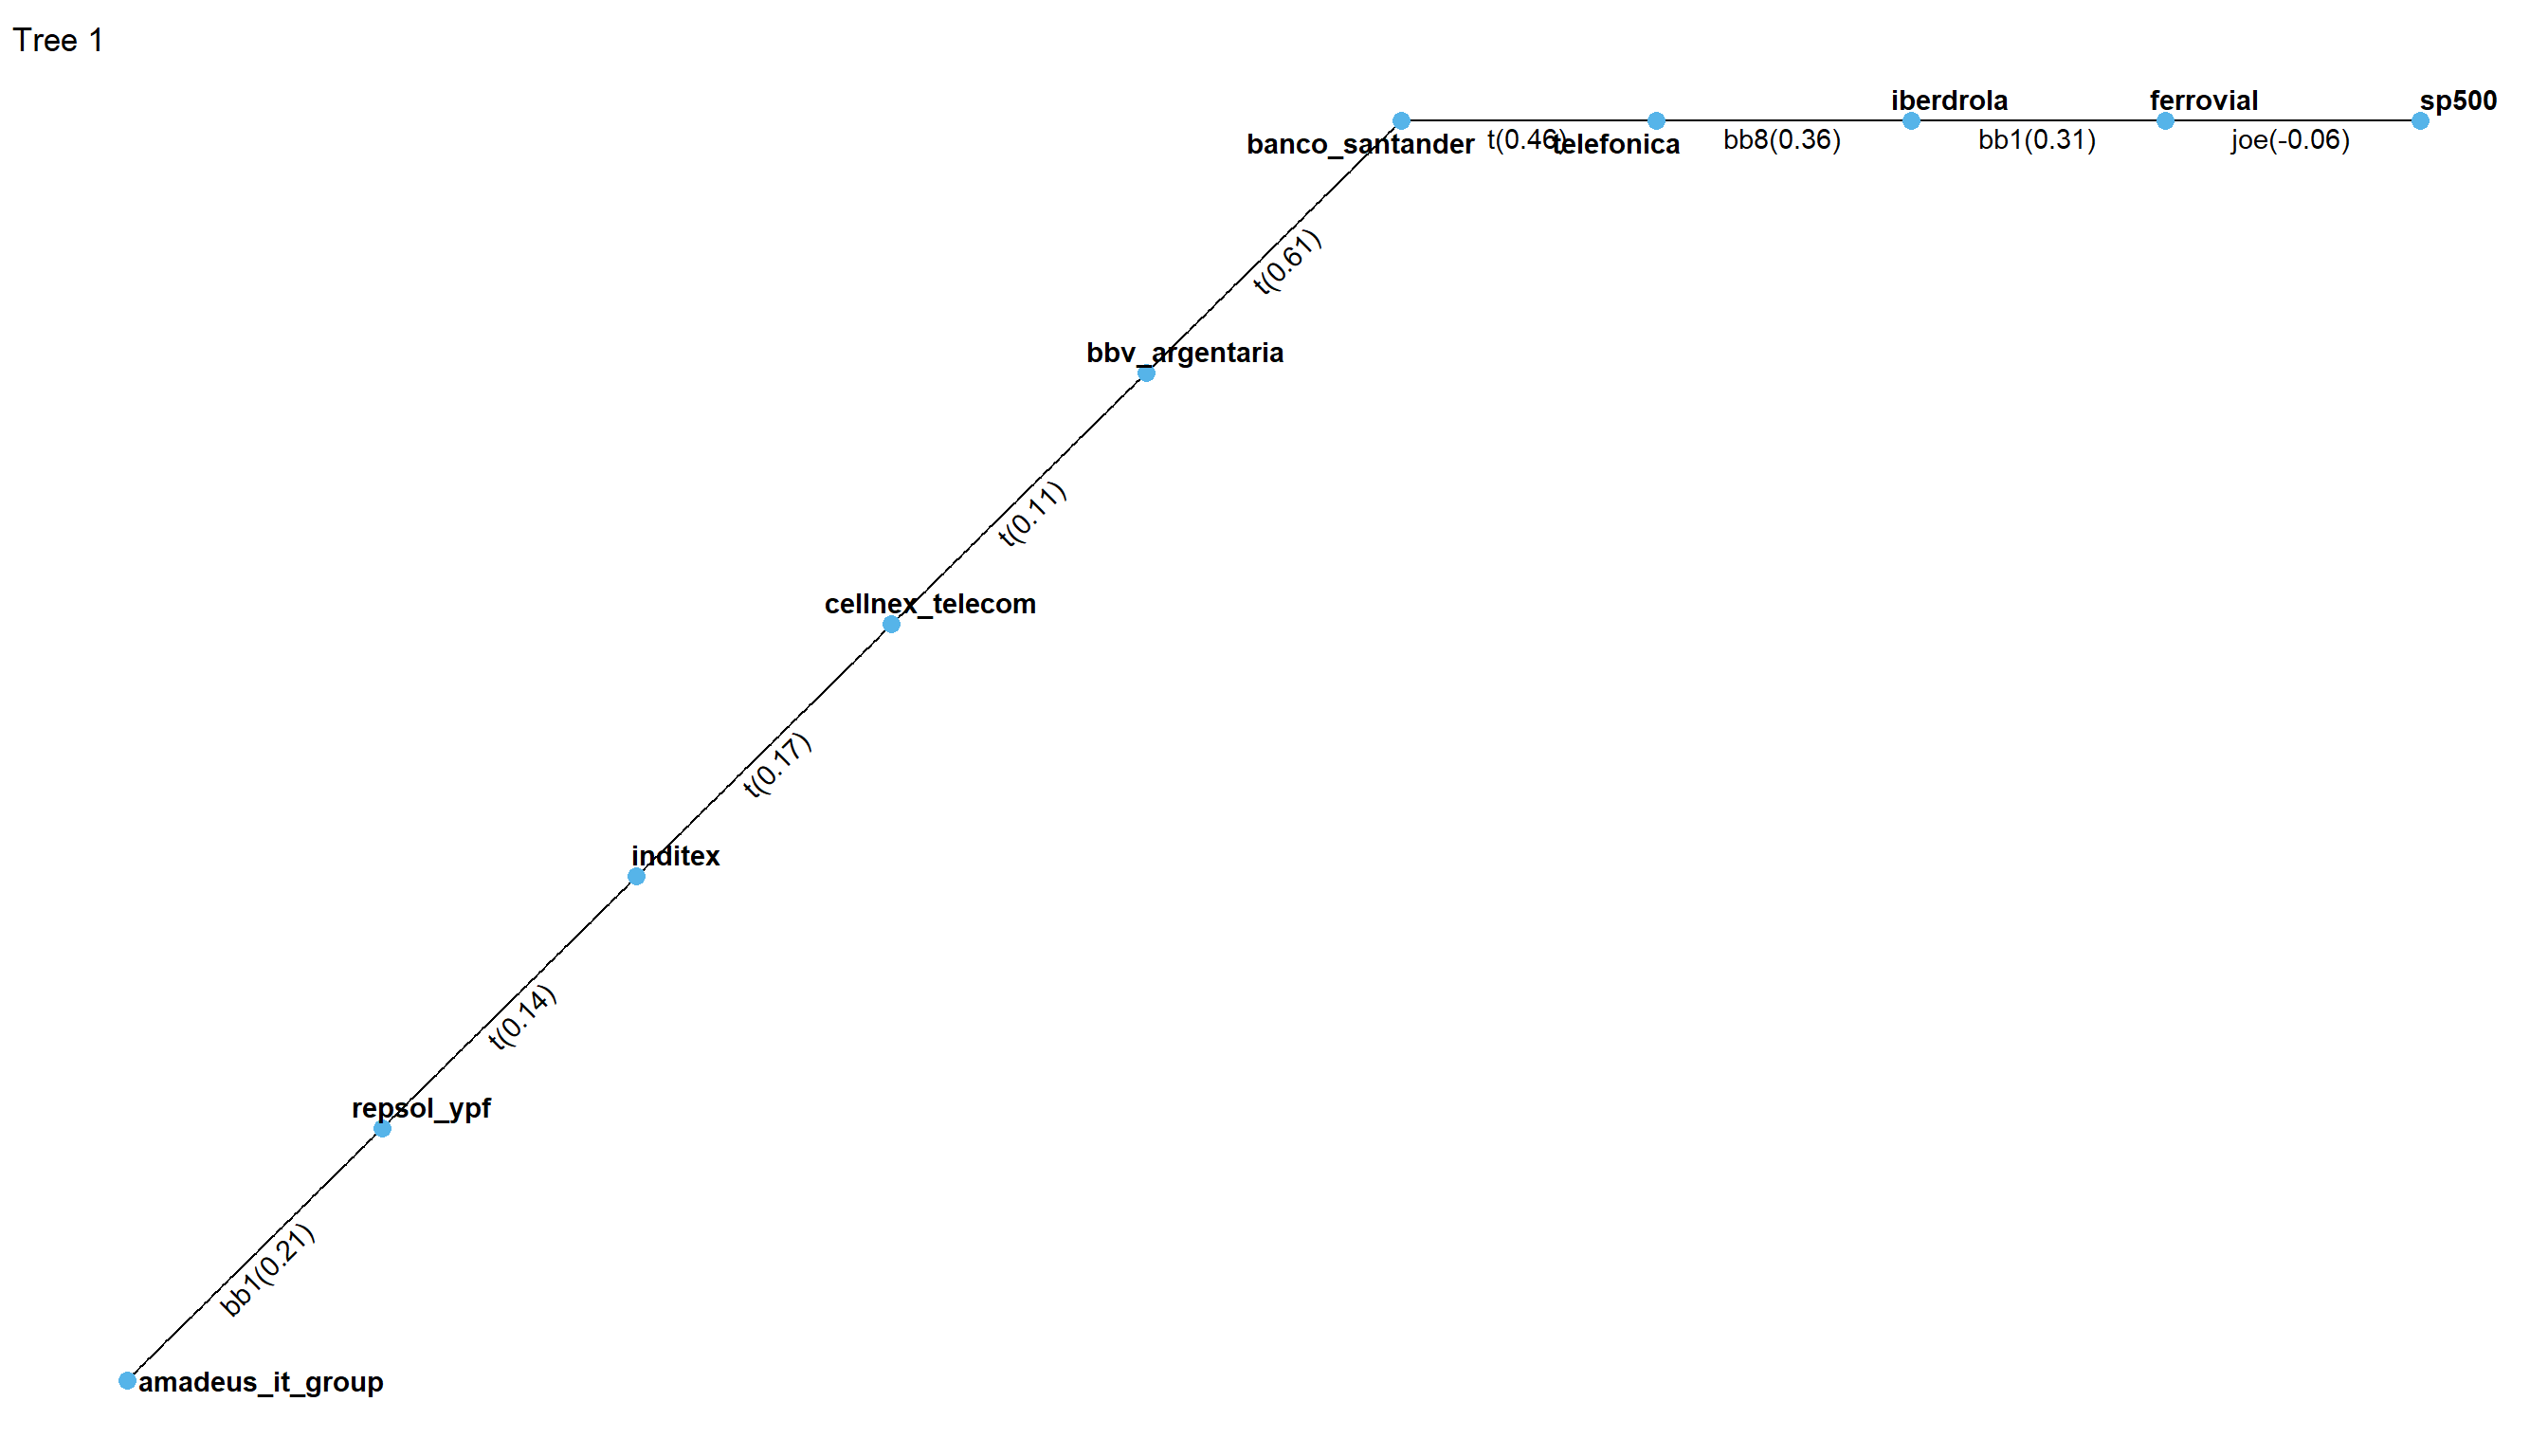 Tree 1
iberdrola
ferrovial
sp500
banco_santander
t(0.46)
telefonica
bb8(0.36)
bb1(0.31)
joe(-0.06)
t(0.61)
bbv_argentaria
t(0.11)
cellnex_telecom
t(0.17)
inditex
t(0.14)
repsol_ypf
bb1(0.21)
amadeus_it_group